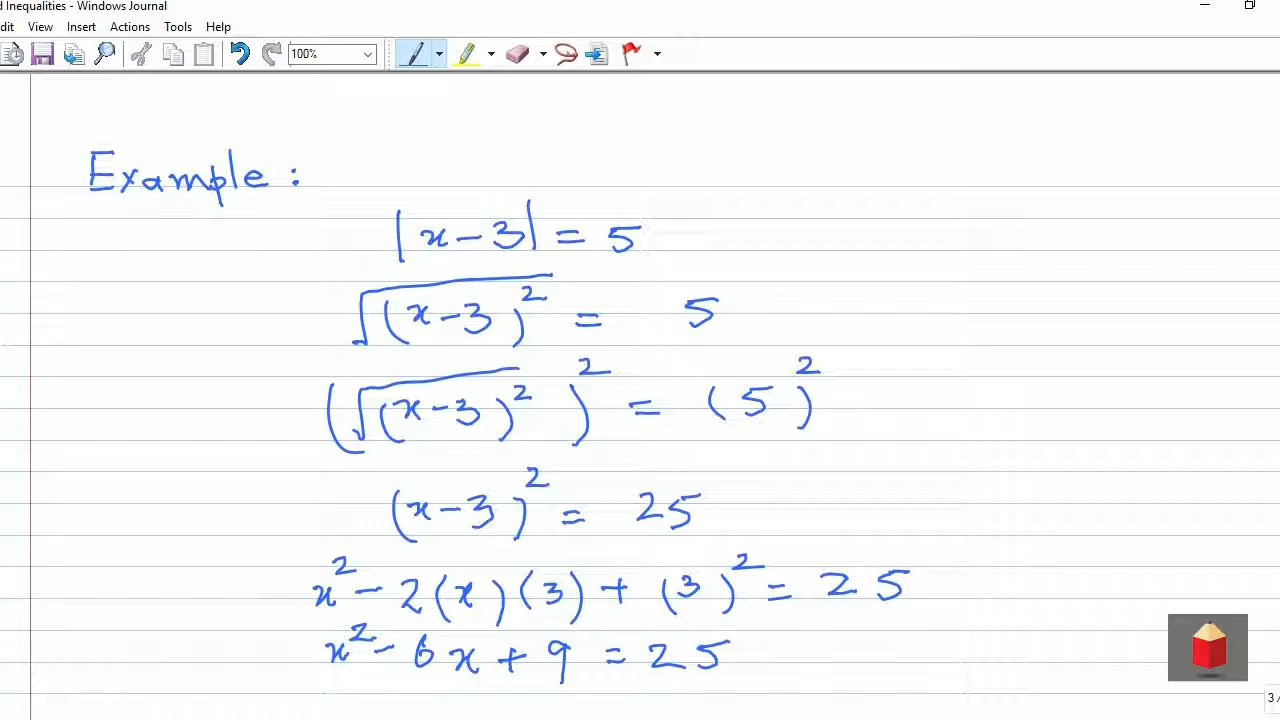 d Inequalities - Windows Journal
dit View Insert Actions Tools Help
100%
Example :
|x - 3| = 5
√(x-3)² = 5
(√(x-3)²)² = (5)²
(x-3)² = 25
x² - 2(x)(3) + (3)² = 25
x² - 6x + 9 = 25
3 /